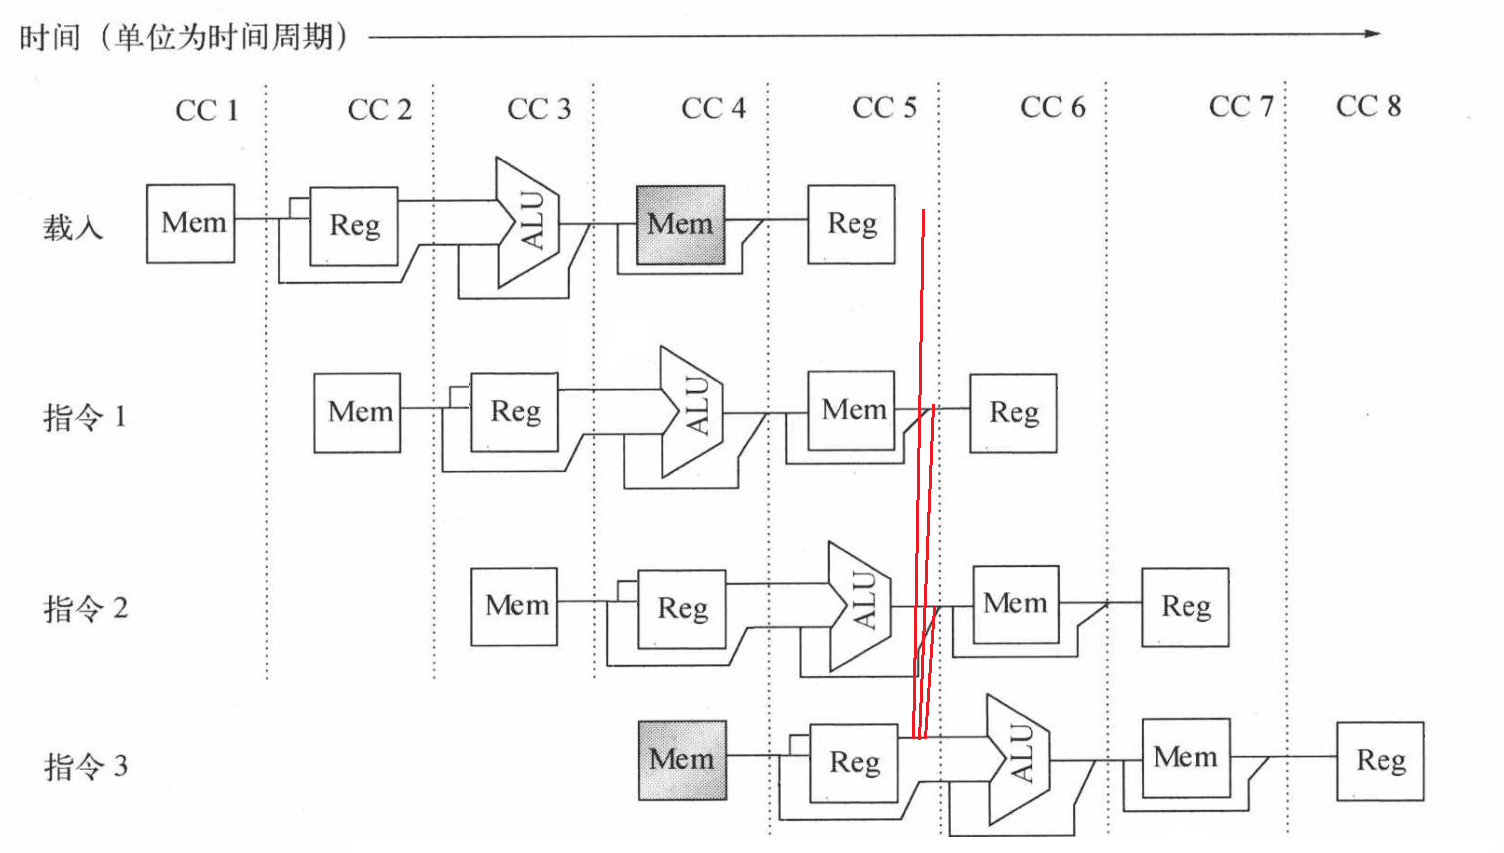 时间（单位为时间周期）
CC 1 CC 2 CC 3 CC 4 CC 5 CC 6 CC 7 CC 8
载入 Mem Reg ALU Mem Reg
指令 1 Mem Reg ALU Mem Reg
指令 2 Mem Reg ALU Mem Reg
指令 3 Mem Reg ALU Mem Reg